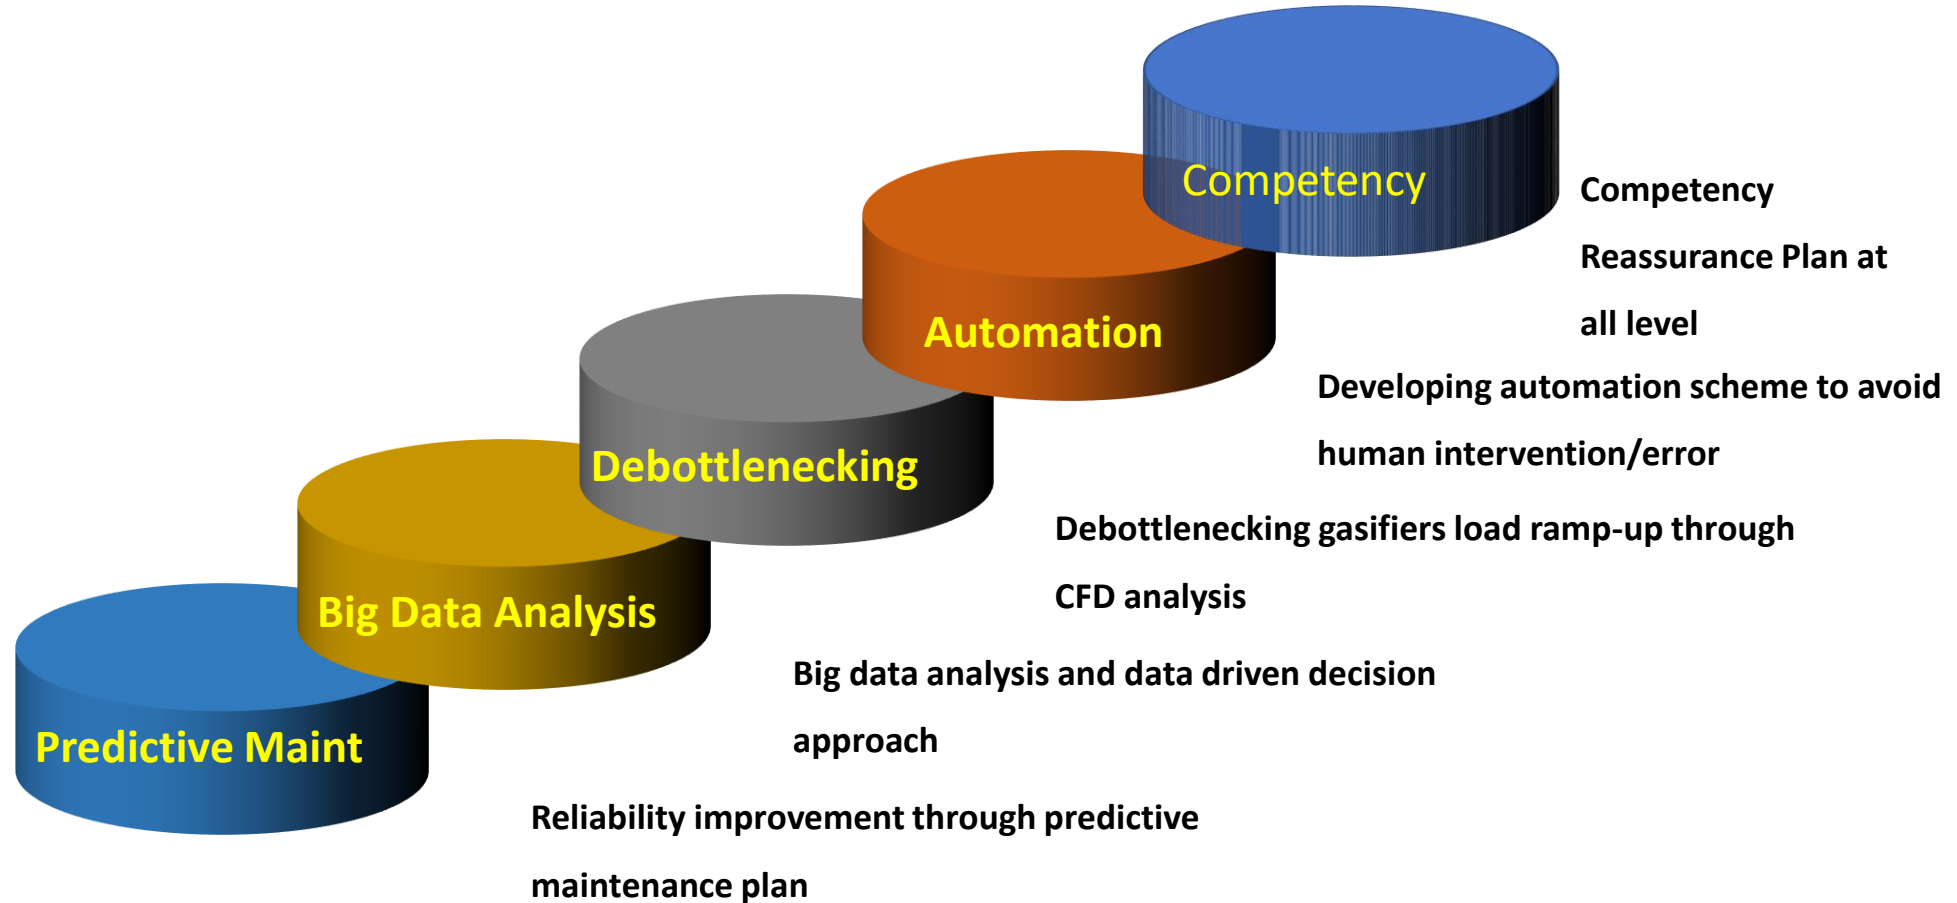 Competency
Competency
Reassurance Plan at
all level
Automation
Developing automation scheme to avoid
human intervention/error
Debottlenecking
Debottlenecking gasifiers load ramp-up through
CFD analysis
Big Data Analysis
Big data analysis and data driven decision
approach
Predictive Maint
Reliability improvement through predictive
maintenance plan